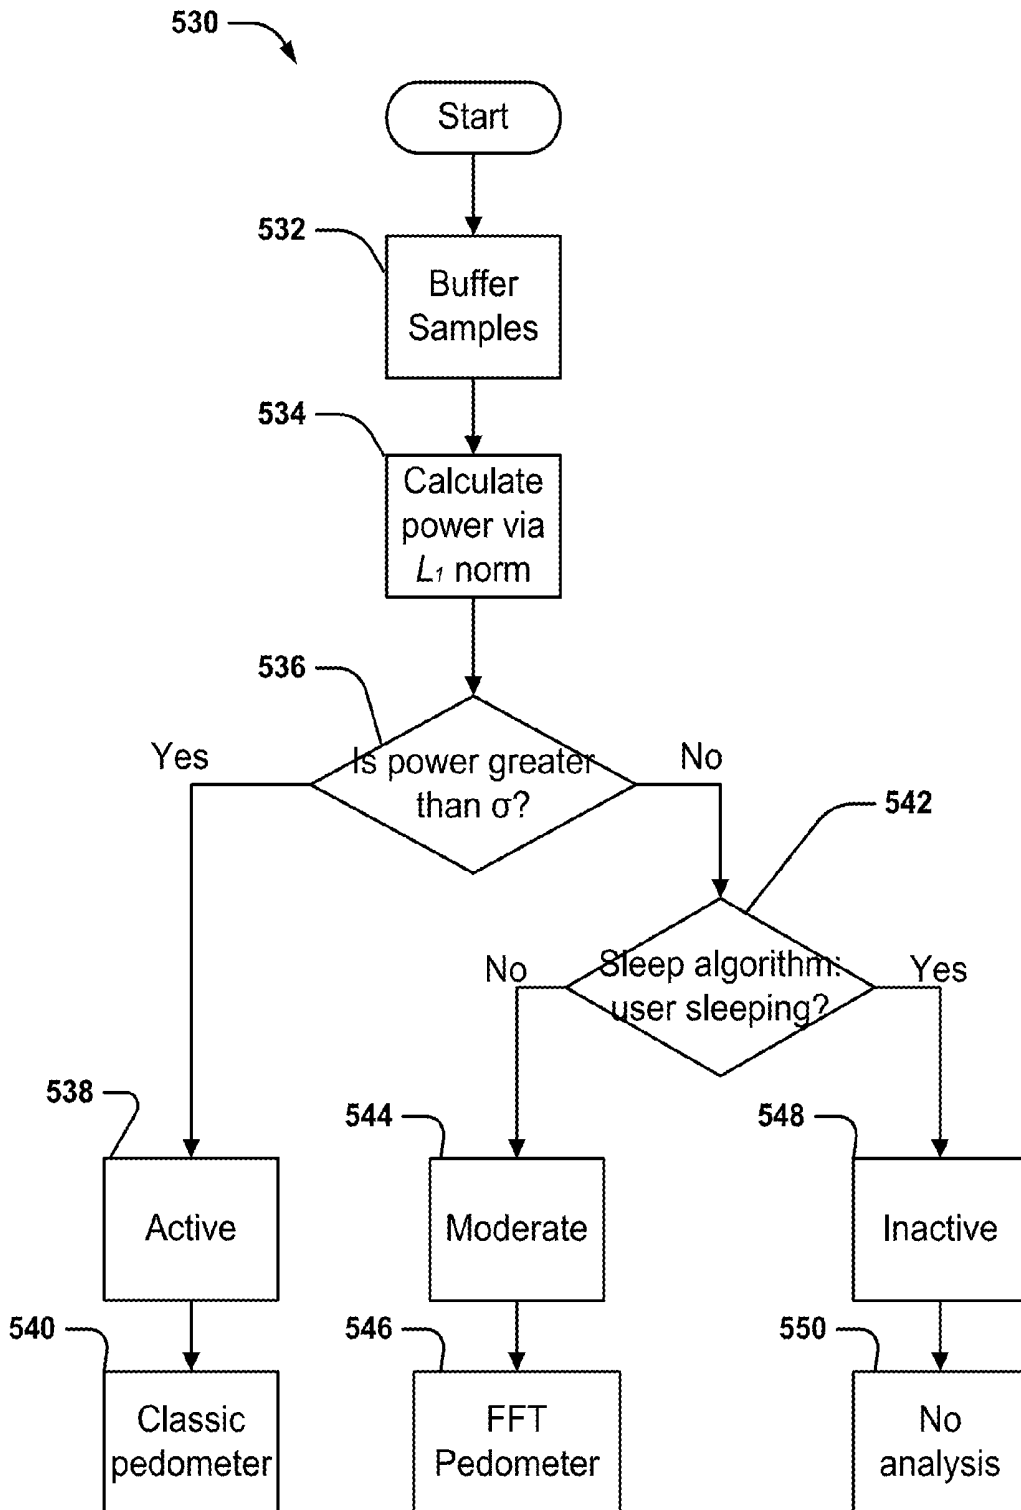 530
Start
532
Buffer
Samples
534
Calculate
power via
L₁ norm
536
Yes
Is power greater
than σ?
No
542
No
Sleep algorithm:
user sleeping?
Yes
538
544
548
Active
Moderate
Inactive
540
546
550
Classic
pedometer
FFT
Pedometer
No
analysis